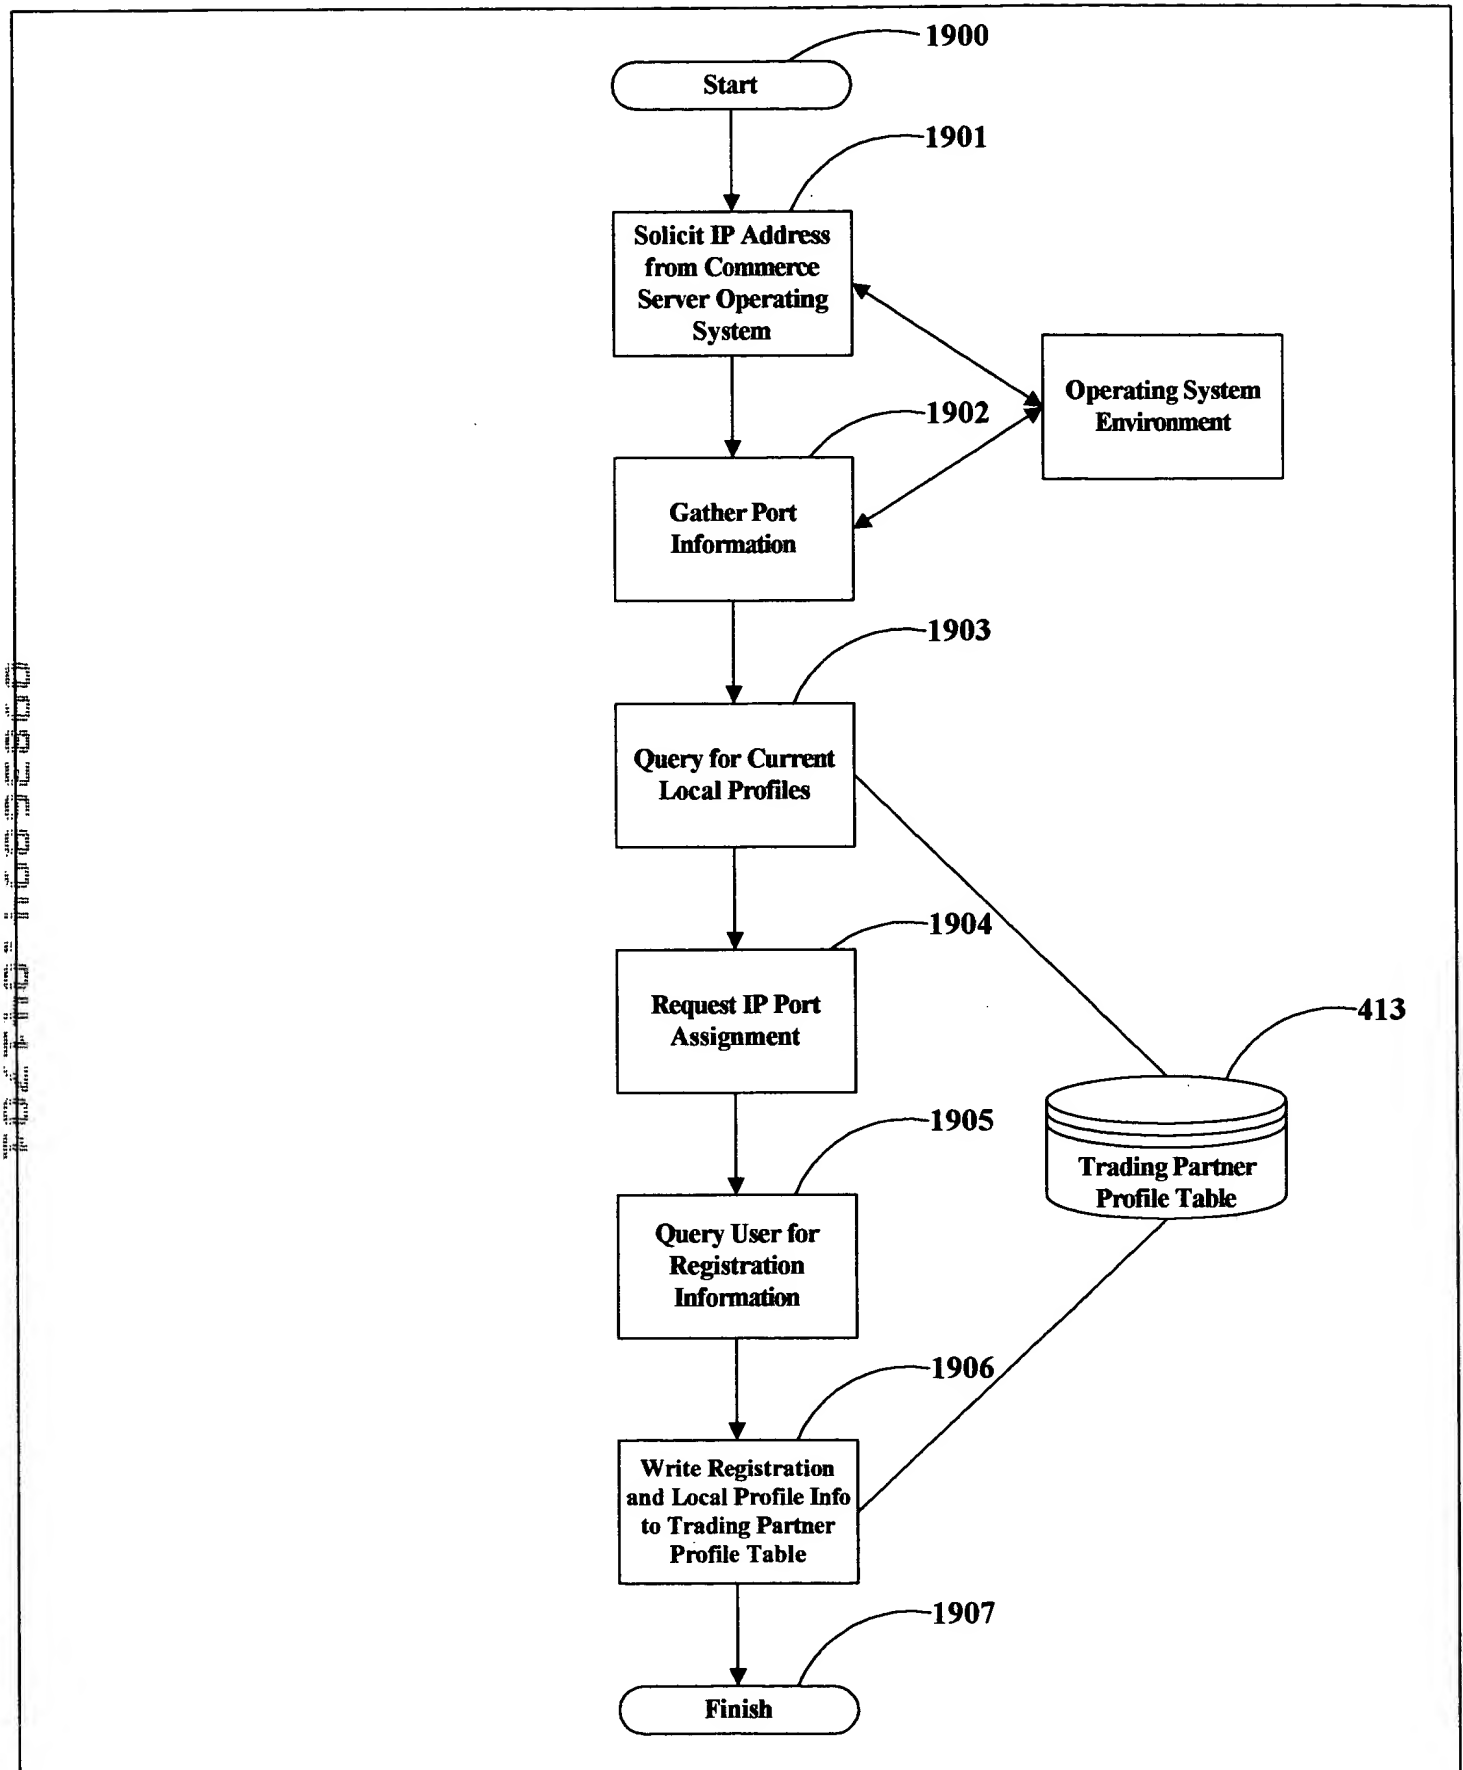 1900
Start
1901
Solicit IP Address
from Commerce
Server Operating
System
Operating System
Environment
1902
Gather Port
Information
1903
Query for Current
Local Profiles
1904
Request IP Port
Assignment
413
Trading Partner
Profile Table
1905
Query User for
Registration
Information
1906
Write Registration
and Local Profile Info
to Trading Partner
Profile Table
1907
Finish